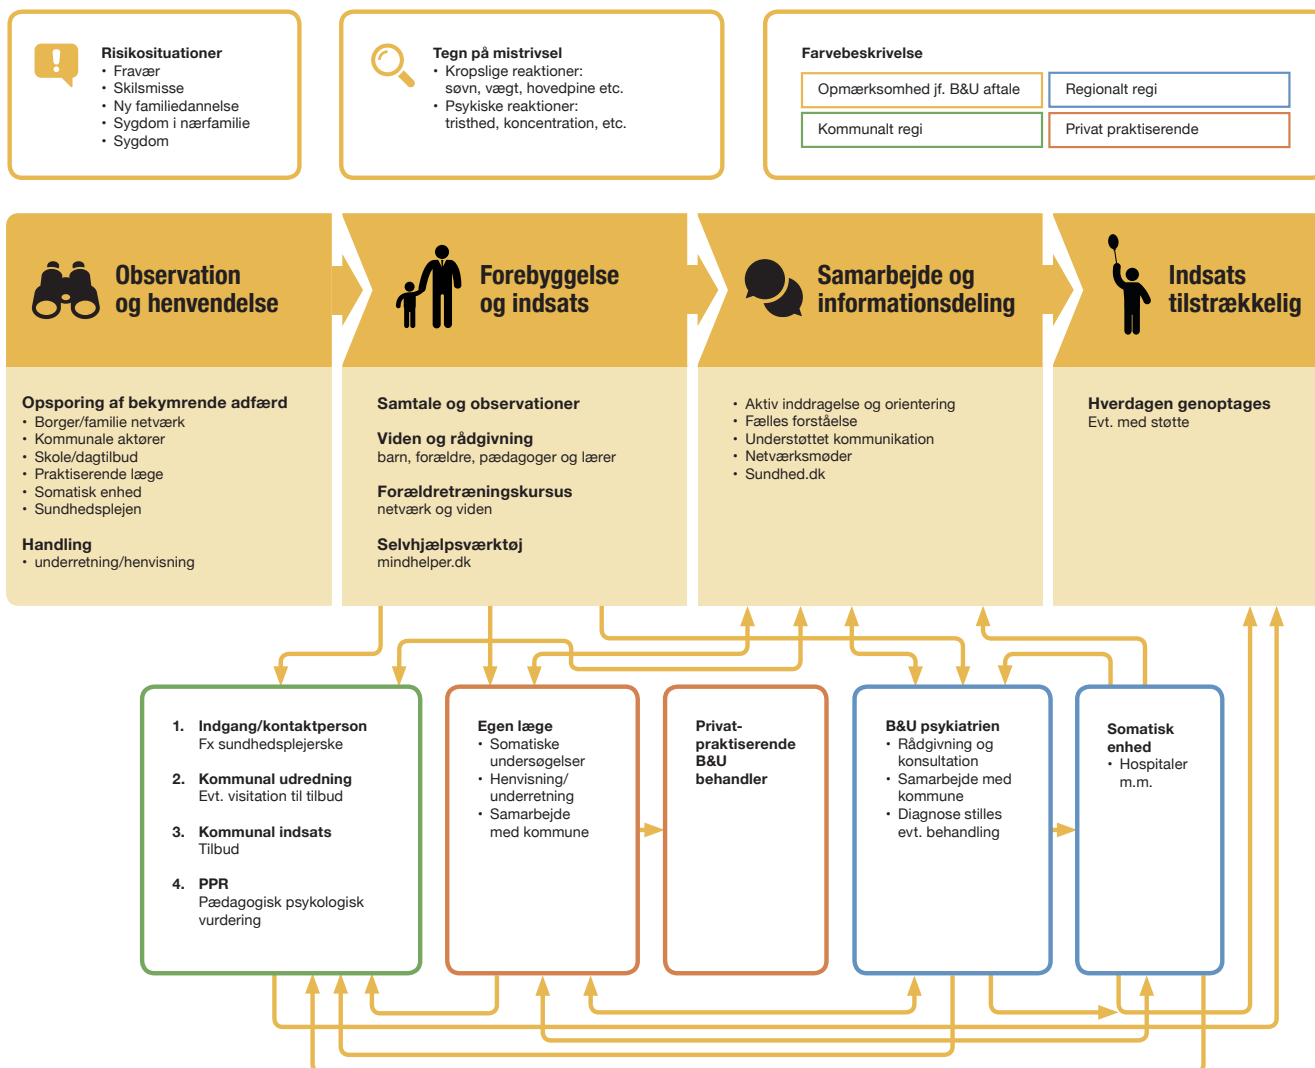 Risikosituationer
• Fravær
• Skilsmisse
• Ny familiedannelse
• Sygdom i nærfamilie
• Sygdom
Tegn på mistrivsel
• Kropslige reaktioner:
søvn, vægt, hovedpine etc.
• Psykiske reaktioner:
tristhed, koncentration, etc.
Farvebeskrivelse
Opmærksomhed jf. B&U aftale
Regionalt regi
Kommunalt regi
Privat praktiserende
Observation
og henvendelse
Forebyggelse
og indsats
Samarbejde og
informationsdeling
Indsats
tilstrækkelig
Opsporing af bekymrende adfærd
• Borger/familie netværk
• Kommunale aktører
• Skole/dagtilbud
• Praktiserende læge
• Somatisk enhed
• Sundhedsplejen
Handling
• underretning/henvisning
Samtale og observationer
Viden og rådgivning
barn, forældre, pædagoger og lærer
Forældretræningskursus
netværk og viden
Selvhjælpsværktøj
mindhelper.dk
• Aktiv inddragelse og orientering
• Fælles forståelse
• Understøttet kommunikation
• Netværksmøder
• Sundhed.dk
Hverdagen genoptages
Evt. med støtte
1. Indgang/kontaktperson
Fx sundhedsplejerske
2. Kommunal udredning
Evt. visitation til tilbud
3. Kommunal indsats
Tilbud
4. PPR
Pædagogisk psykologisk
vurdering
Egen læge
• Somatiske
undersøgelser
• Henvisning/
underretning
• Samarbejde
med kommune
Privat-
praktiserende
B&U
behandler
B&U psykiatrien
• Rådgivning og
konsultation
• Samarbejde med
kommune
• Diagnose stilles
evt. behandling
Somatisk
enhed
• Hospitaler
m.m.